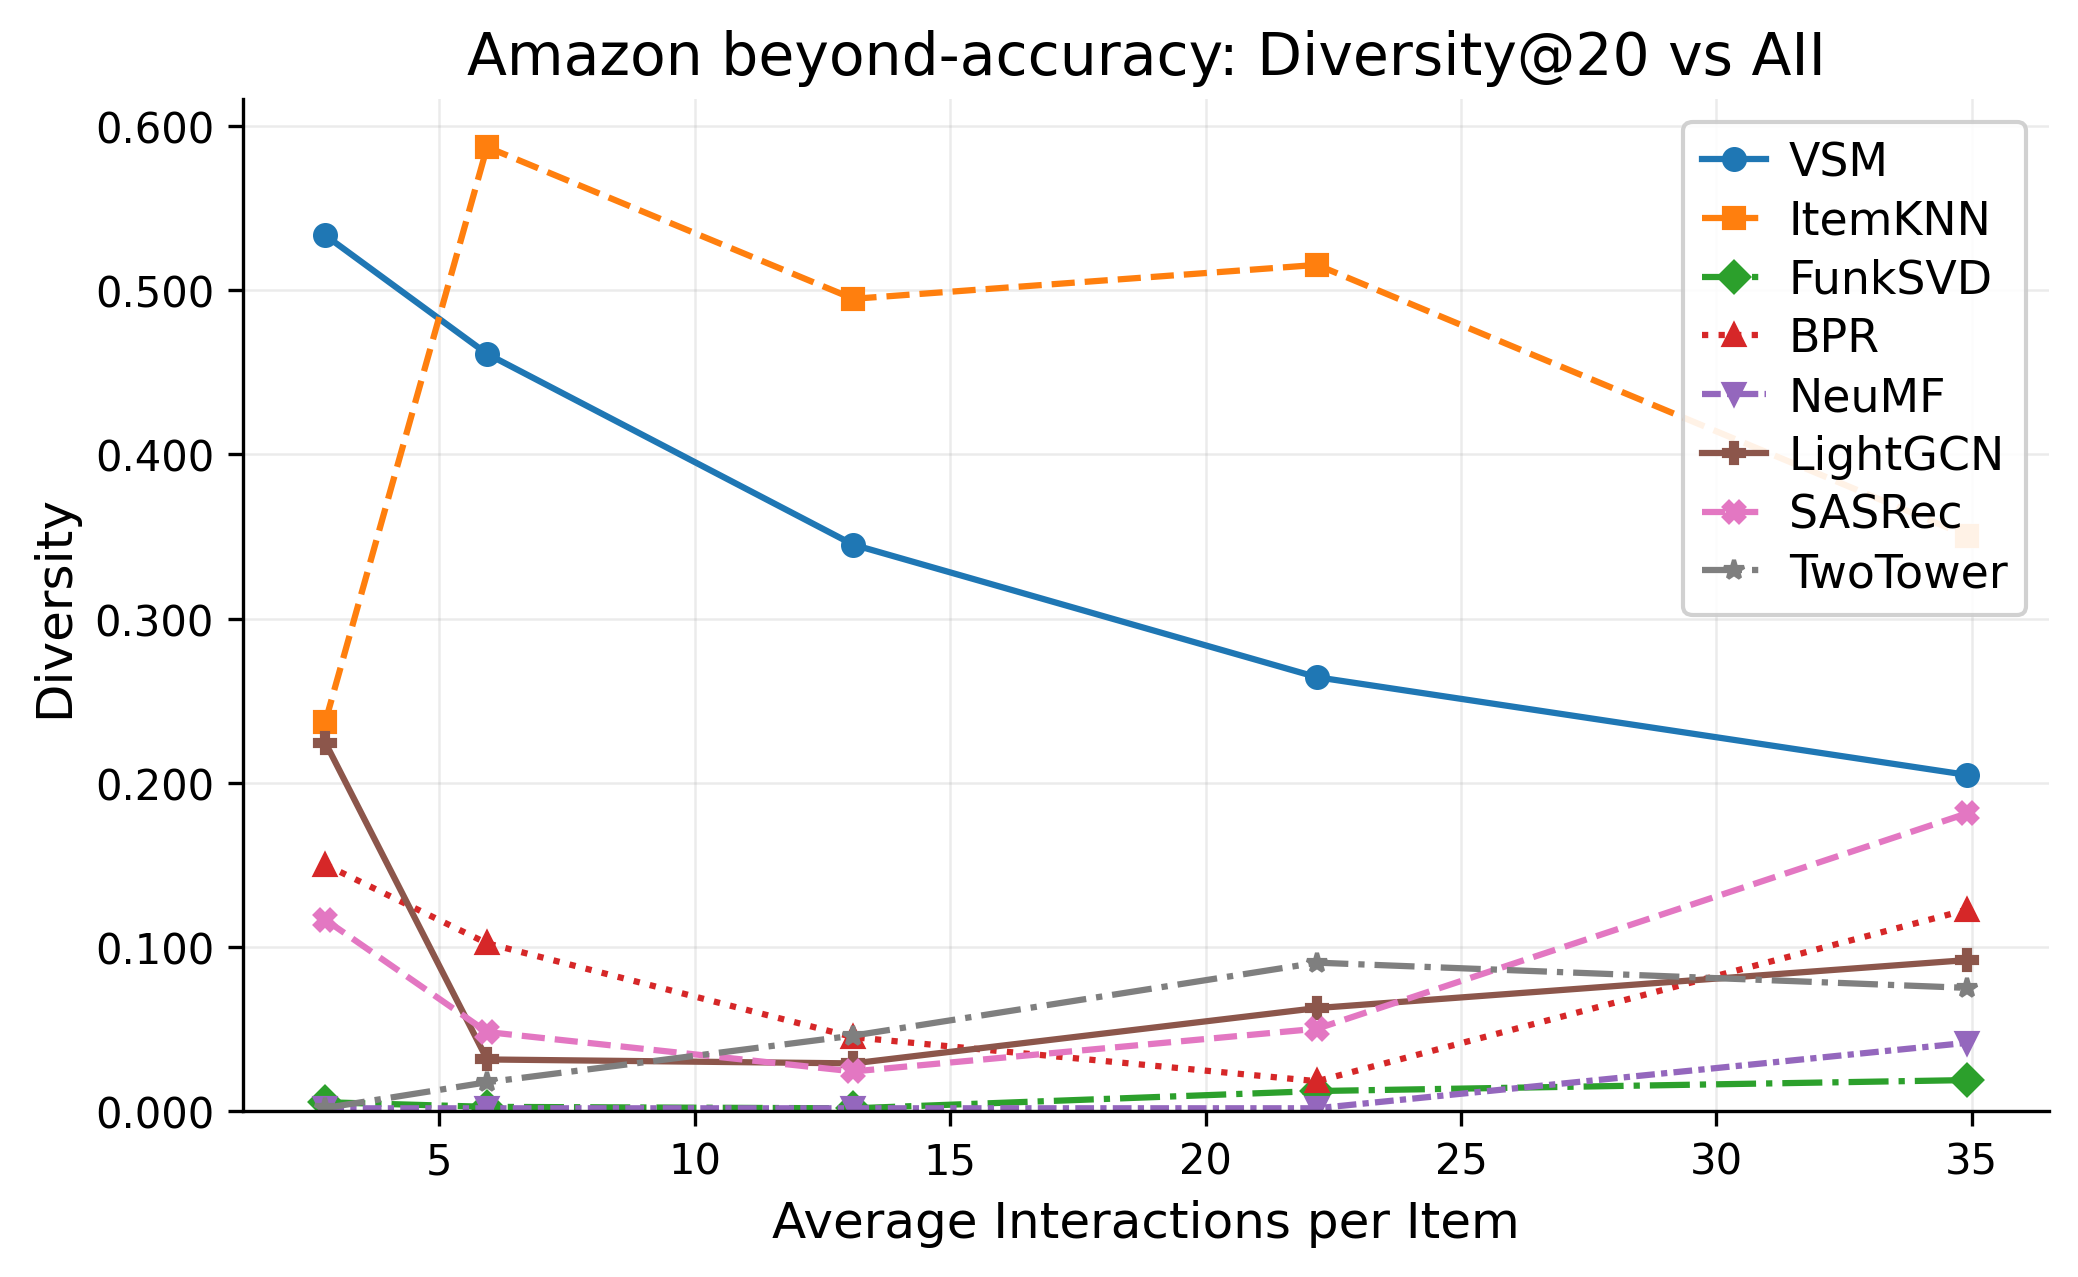 Amazon beyond-accuracy: Diversity@20 vs AII
Diversity
0.600
0.500
0.400
0.300
0.200
0.100
0.000
5
10
15
20
25
30
35
Average Interactions per Item
VSM
ItemKNN
FunkSVD
BPR
NeuMF
LightGCN
SASRec
TwoTower